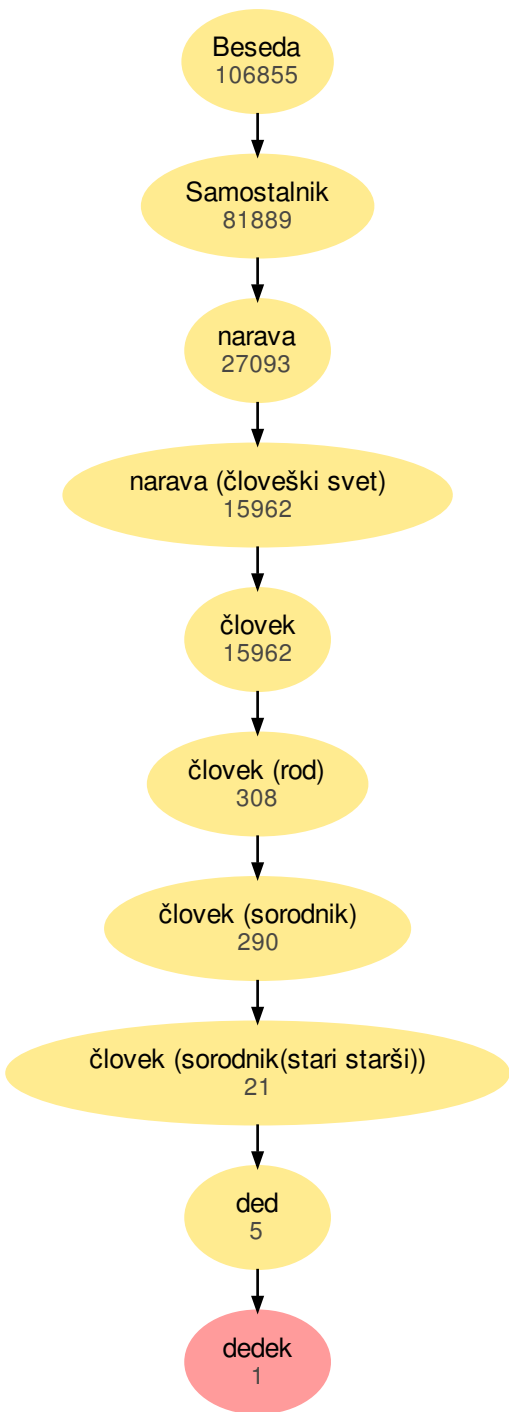 Beseda
106855
Samostalnik
81889
narava
27093
narava (človeški svet)
15962
človek
15962
človek (rod)
308
človek (sorodnik)
290
človek (sorodnik(stari starši))
21
ded
5
dedek
1